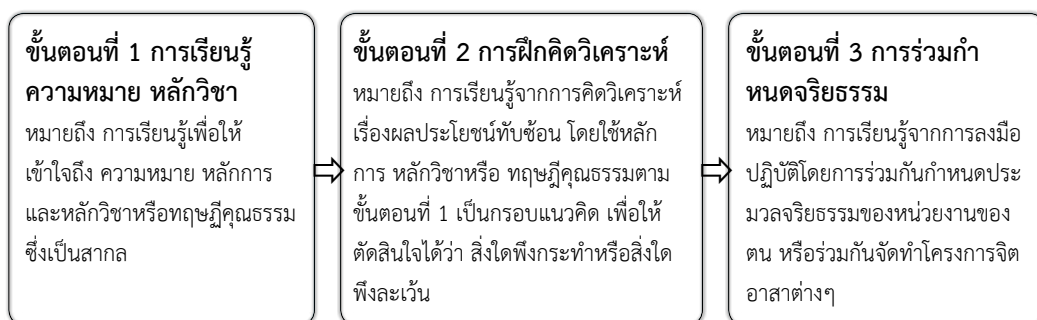 ขั้นตอนที่ 1 การเรียนรู้
ความหมาย หลักวิชา
หมายถึง การเรียนรู้เพื่อให้
เข้าใจถึง ความหมาย หลักการ
และหลักวิชาหรือทฤษฎีคุณธรรม
ซึ่งเป็นสากล
ขั้นตอนที่ 2 การฝึกคิดวิเคราะห์
หมายถึง การเรียนรู้จากการคิดวิเคราะห์
เรื่องผลประโยชน์ทับซ้อน โดยใช้หลัก
การ หลักวิชาหรือ ทฤษฎีคุณธรรมตาม
ขั้นตอนที่ 1 เป็นกรอบแนวคิด เพื่อให้
ตัดสินใจได้ว่า สิ่งใดพึงกระทำหรือสิ่งใด
พึงละเว้น
ขั้นตอนที่ 3 การร่วมกำ
หนดจริยธรรม
หมายถึง การเรียนรู้จากการลงมือ
ปฏิบัติโดยการร่วมกันกำหนดประ
มวลจริยธรรมของหน่วยงานของ
ตน หรือร่วมกันจัดทำโครงการจิต
อาสาต่างๆ